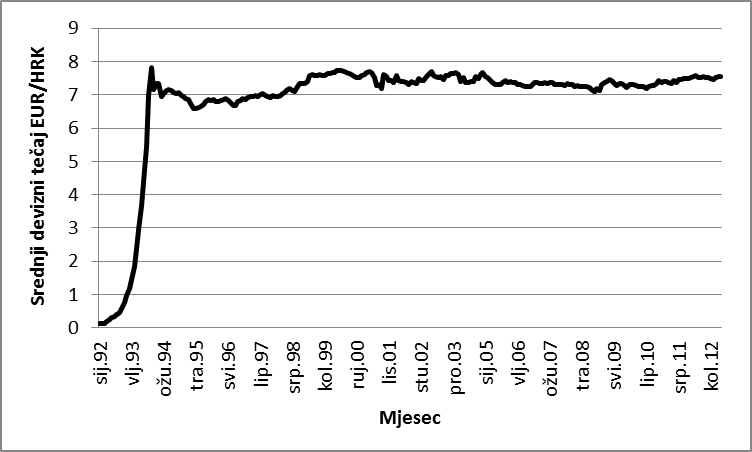 9
8
7
6
5
4
3
2
1
0
Srednji devizni tečaj EUR/HRK
sij.92
vlj.93
ožu.94
tra.95
svi.96
lip.97
srp.98
kol.99
ruj.00
lis.01
stu.02
pro.03
sij.05
vlj.06
ožu.07
tra.08
svi.09
lip.10
srp.11
kol.12
Mjesec